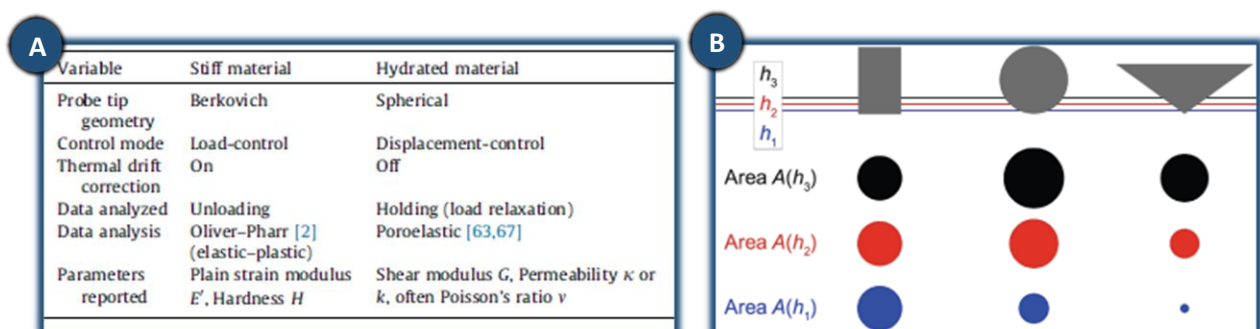 A
Variable Stiff material Hydrated material
Probe tip Berkovich Spherical
geometry
Control mode Load-control Displacement-control
Thermal drift On Off
correction
Data analyzed Unloading Holding (load relaxation)
Data analysis Oliver–Pharr [2] Poroelastic [63,67]
(elastic–plastic)
Parameters Plain strain modulus Shear modulus G, Permeability κ or
reported E′, Hardness H k, often Poisson's ratio ν
B
h₃
h₂
h₁
Area A(h₃)
Area A(h₂)
Area A(h₁)